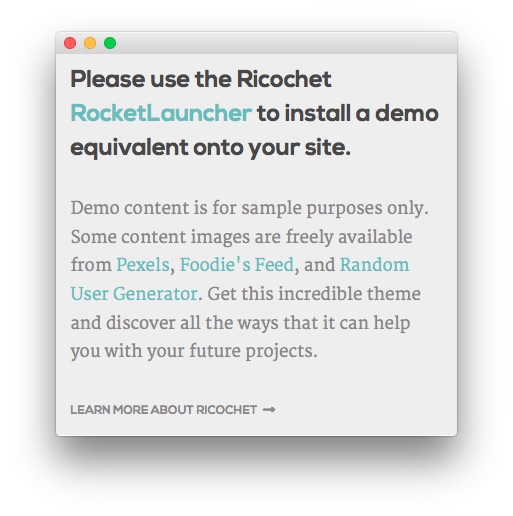 Please use the Ricochet
RocketLauncher to install a demo
equivalent onto your site.
Demo content is for sample purposes only.
Some content images are freely available
from Pexels, Foodie's Feed, and Random
User Generator. Get this incredible theme
and discover all the ways that it can help
you with your future projects.
LEARN MORE ABOUT RICOCHET →